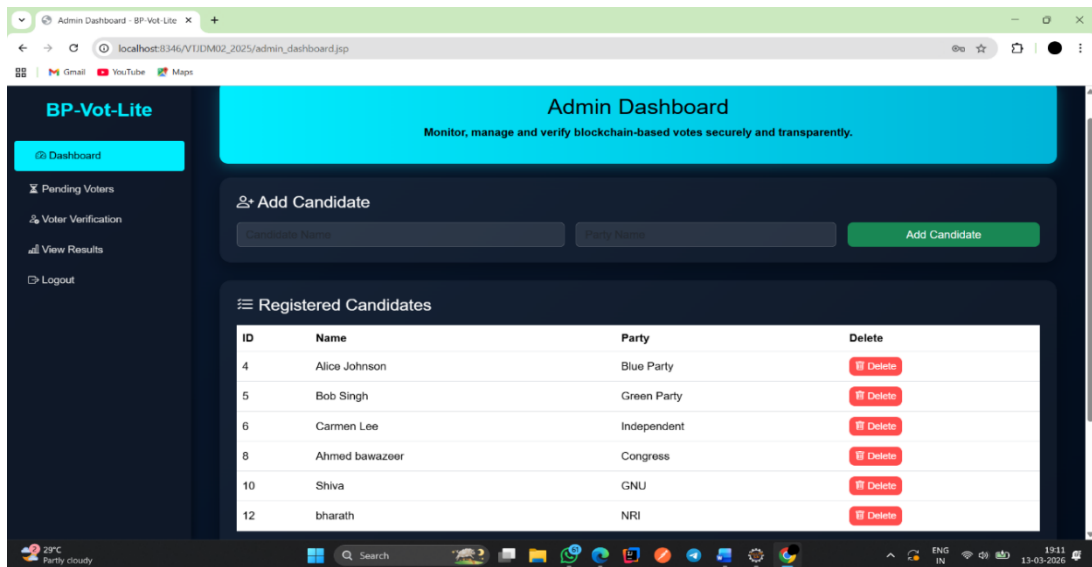 Admin Dashboard - BP-Vot-Lite
localhost:8346/VTJDM02_2025/admin_dashboard.jsp
Gmail YouTube Maps
BP-Vot-Lite
Dashboard
Pending Voters
Voter Verification
View Results
Logout
Admin Dashboard
Monitor, manage and verify blockchain-based votes securely and transparently.
Add Candidate
Candidate Name Party Name Add Candidate
Registered Candidates
ID Name Party Delete
4 Alice Johnson Blue Party Delete
5 Bob Singh Green Party Delete
6 Carmen Lee Independent Delete
8 Ahmed bawazeer Congress Delete
10 Shiva GNU Delete
12 bharath NRI Delete
29°C
Partly cloudy
Search
ENG
IN
19:11
13-03-2026